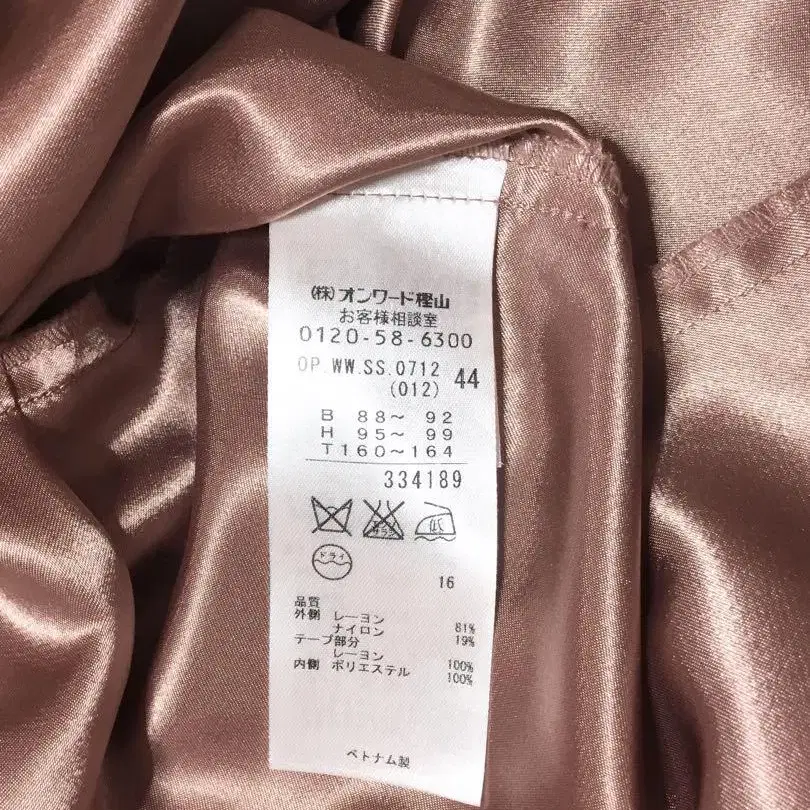 (株)オンワード樫山
お客様相談室
0120-58-6300
OP.WW.SS.0712
(012) 44
B 88～ 92
H 95～ 99
T160～164
334189
ドライ
16
品質
外側 レーヨン 81%
ナイロン 19%
テープ部分
レーヨン 100%
内側 ポリエステル 100%
ベトナム製